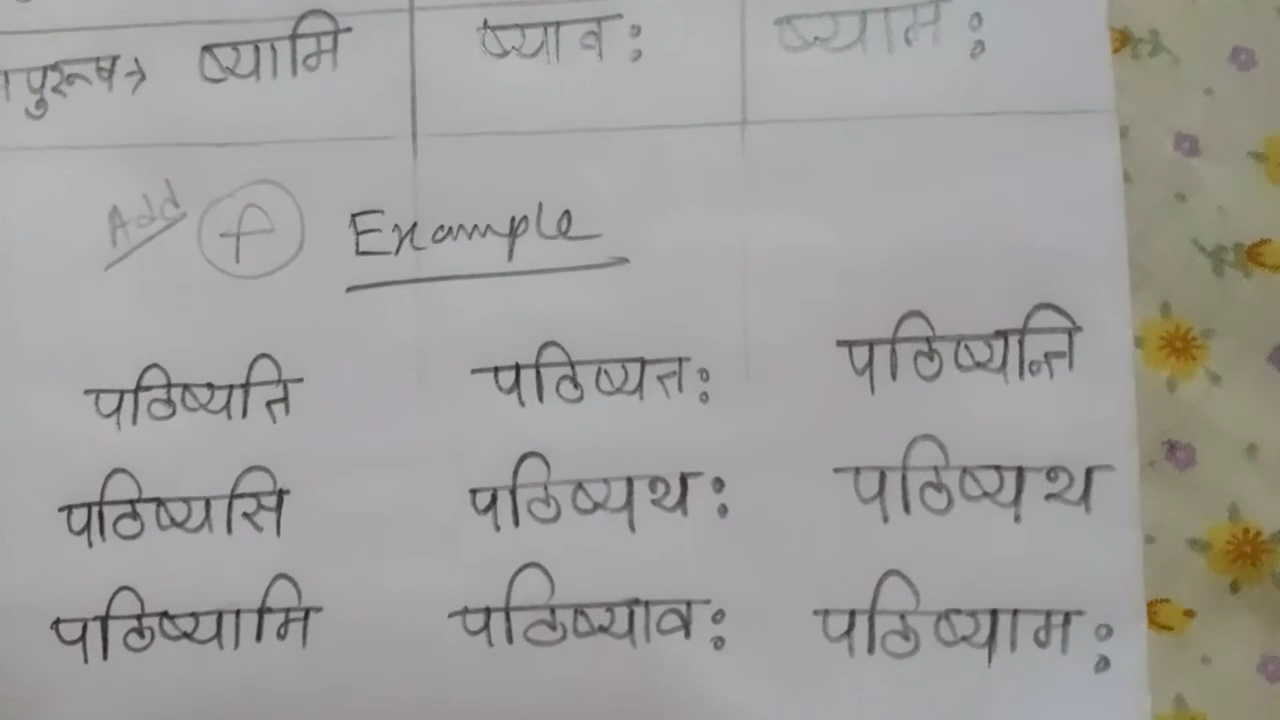 पुरूष→ ष्यामि ष्यावः ष्यामः
Add + Example
पठिष्यति पठिष्यतः पठिष्यन्ति
पठिष्यसि पठिष्यथः पठिष्यथ
पठिष्यामि पठिष्यावः पठिष्यामः